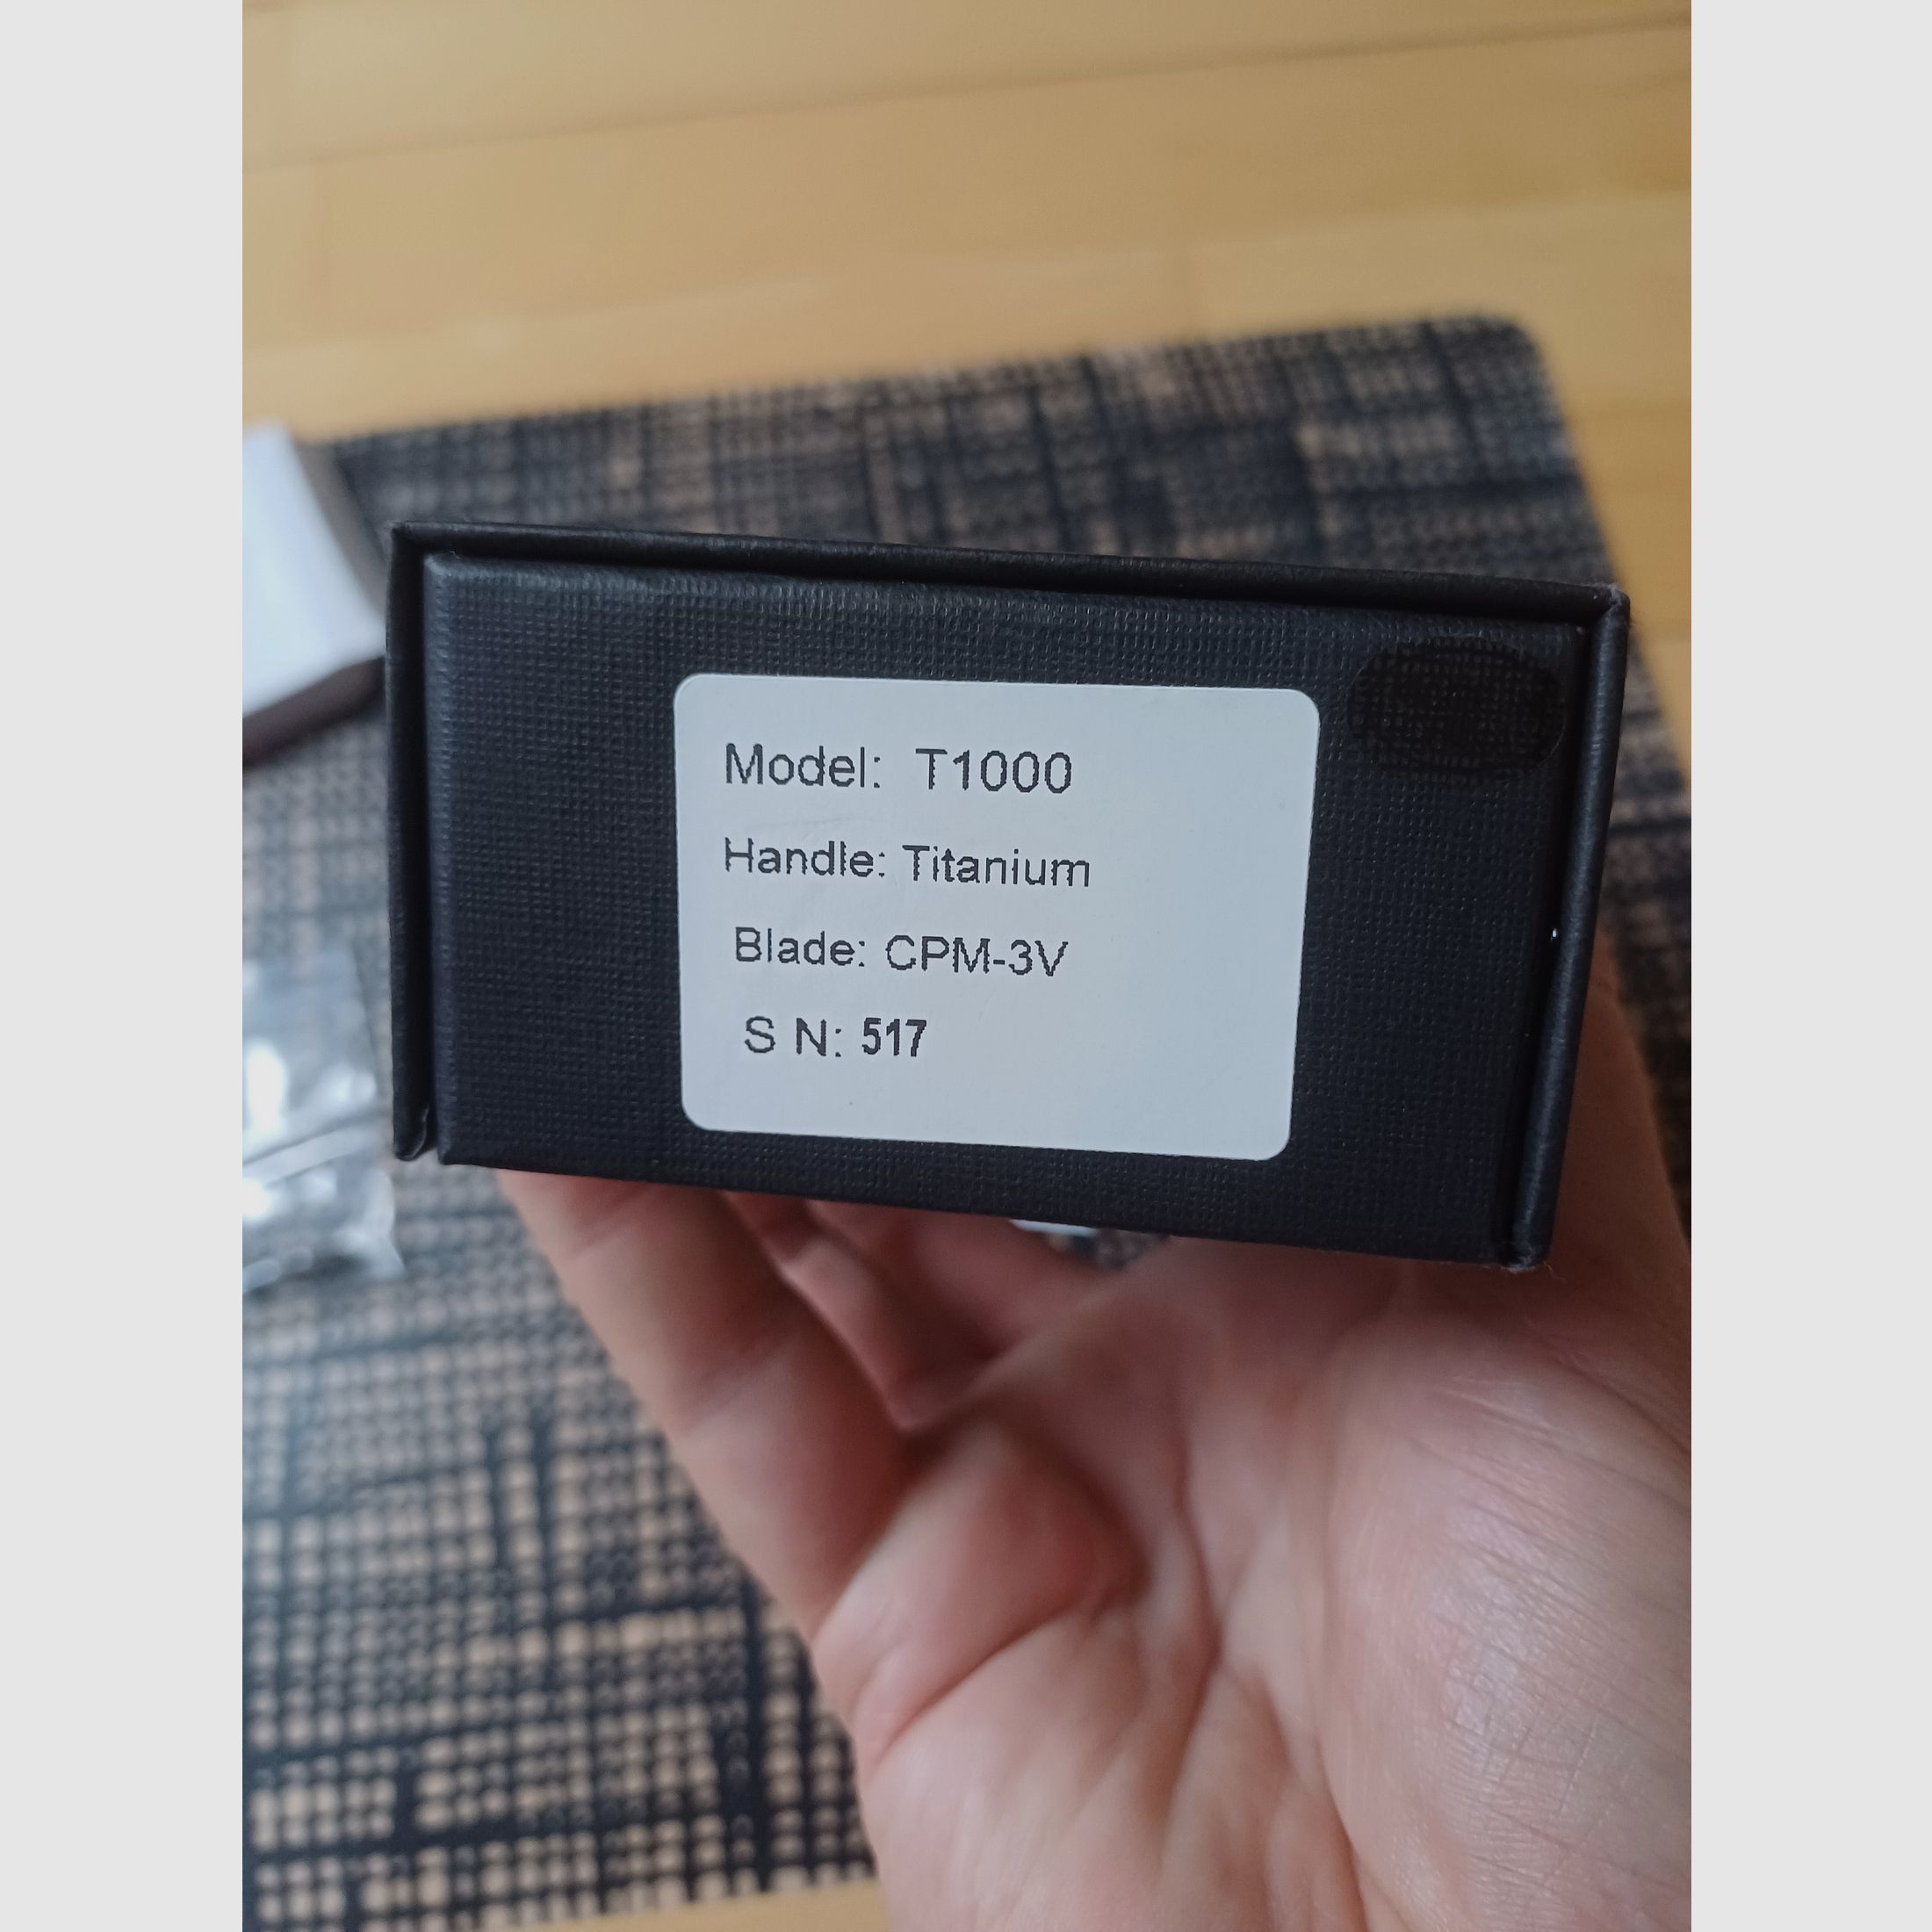 Model: T1000
Handle: Titanium
Blade: CPM-3V
S N: 517